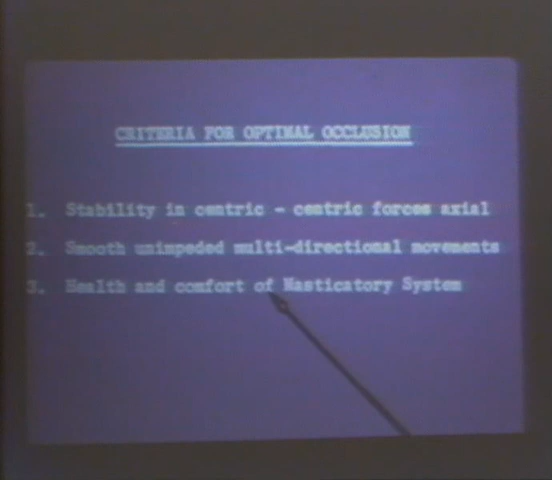 CRITERIA FOR OPTIMAL OCCLUSION
1. Stability in centric - centric forces axial
2. Smooth unimpeded multi-directional movements
3. Health and comfort of Masticatory System